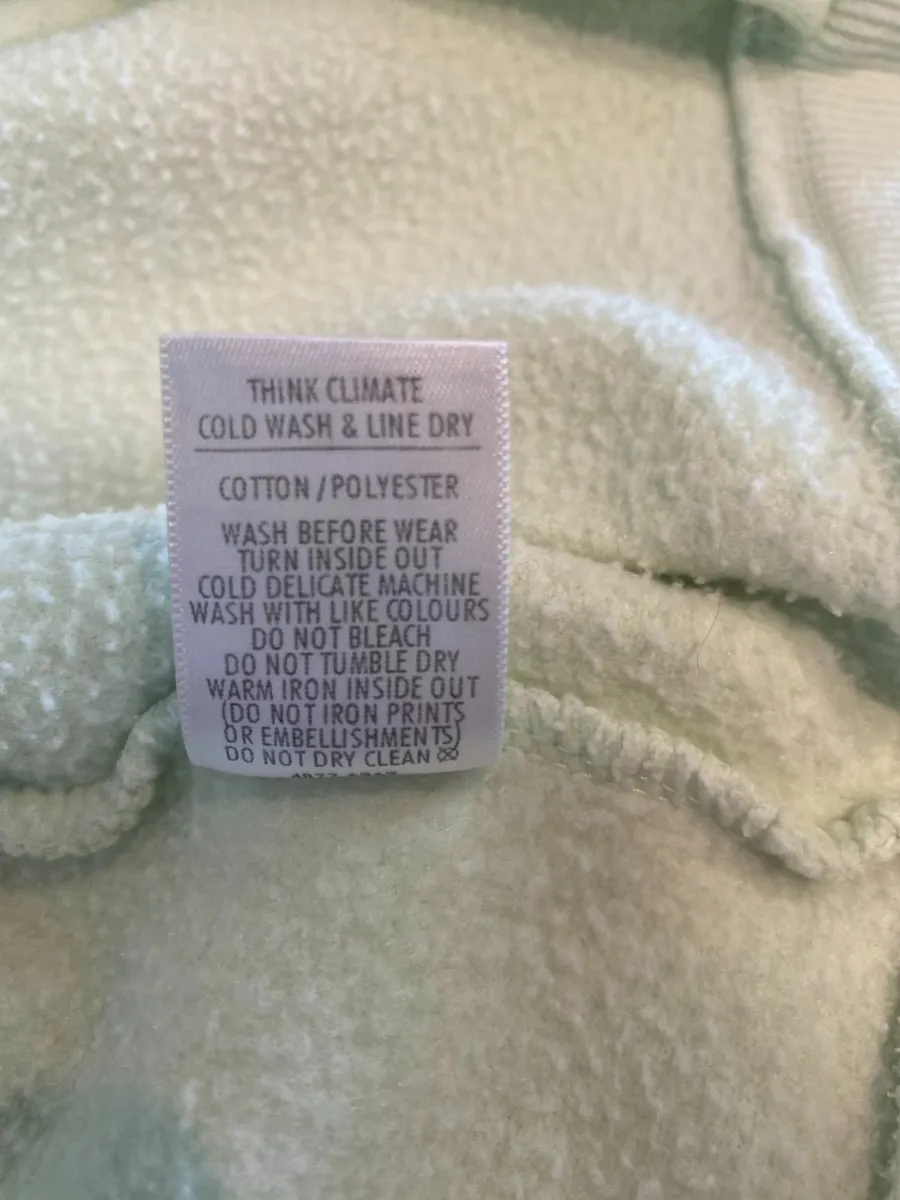 THINK CLIMATE
COLD WASH & LINE DRY
COTTON / POLYESTER
WASH BEFORE WEAR
TURN INSIDE OUT
COLD DELICATE MACHINE
WASH WITH LIKE COLOURS
DO NOT BLEACH
DO NOT TUMBLE DRY
WARM IRON INSIDE OUT
(DO NOT IRON PRINTS
OR EMBELLISHMENTS)
DO NOT DRY CLEAN